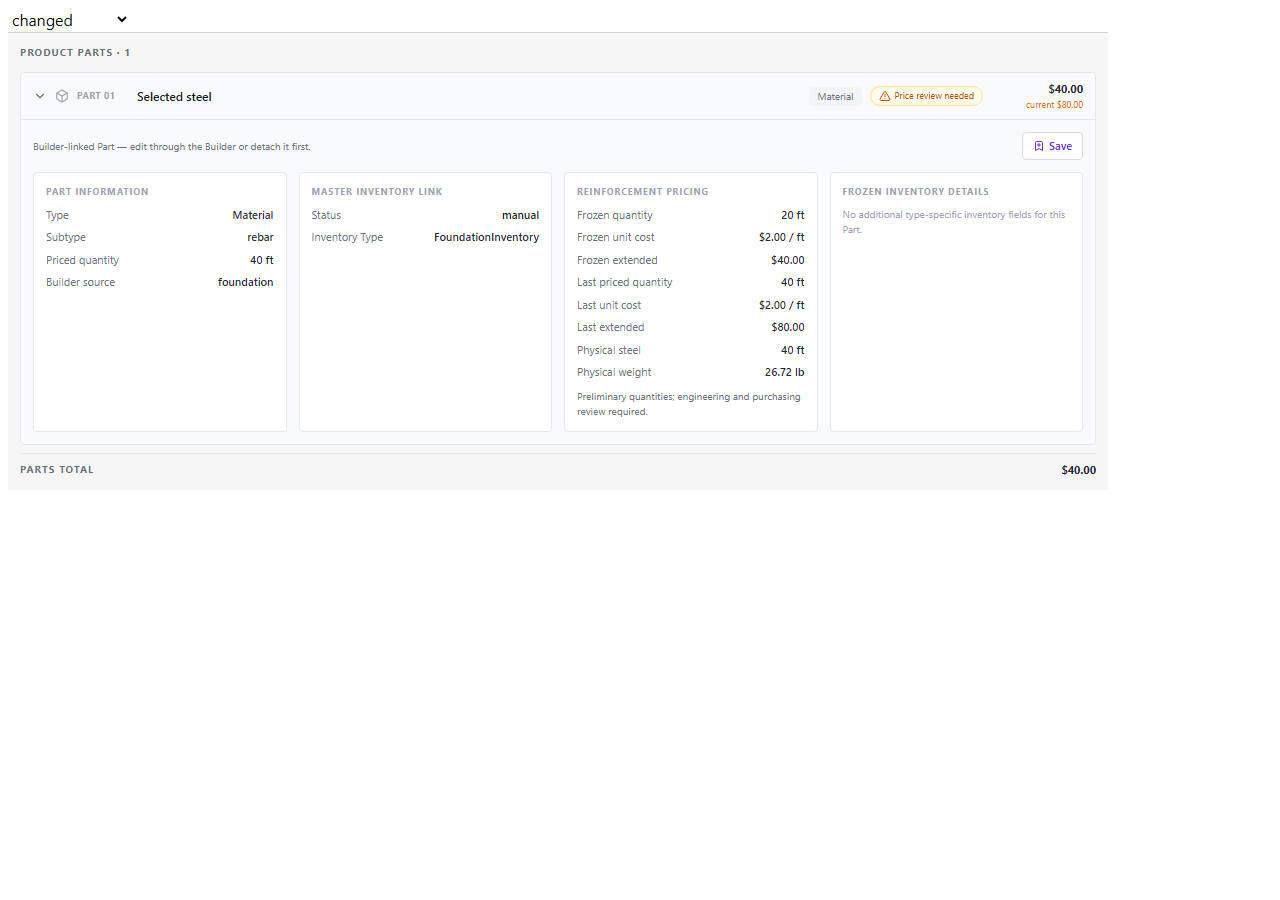 changed
PRODUCT PARTS · 1
PART 01 Selected steel Material Price review needed $40.00
current $80.00
Builder-linked Part — edit through the Builder or detach it first. Save
PART INFORMATION
Type Material
Subtype rebar
Priced quantity 40 ft
Builder source foundation
MASTER INVENTORY LINK
Status manual
Inventory Type FoundationInventory
REINFORCEMENT PRICING
Frozen quantity 20 ft
Frozen unit cost $2.00 / ft
Frozen extended $40.00
Last priced quantity 40 ft
Last unit cost $2.00 / ft
Last extended $80.00
Physical steel 40 ft
Physical weight 26.72 lb
Preliminary quantities; engineering and purchasing
review required.
FROZEN INVENTORY DETAILS
No additional type-specific inventory fields for this
Part.
PARTS TOTAL $40.00